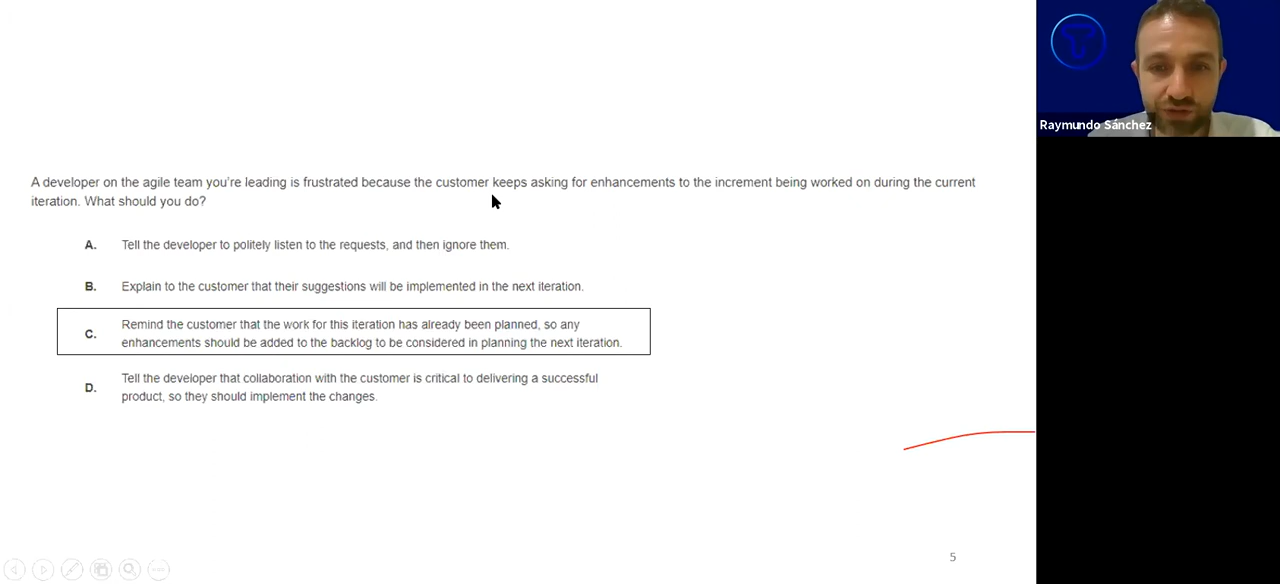 A developer on the agile team you're leading is frustrated because the customer keeps asking for enhancements to the increment being worked on during the current
iteration. What should you do?
A. Tell the developer to politely listen to the requests, and then ignore them.
B. Explain to the customer that their suggestions will be implemented in the next iteration.
C. Remind the customer that the work for this iteration has already been planned, so any
enhancements should be added to the backlog to be considered in planning the next iteration.
D. Tell the developer that collaboration with the customer is critical to delivering a successful
product, so they should implement the changes.
5
Raymundo Sánchez